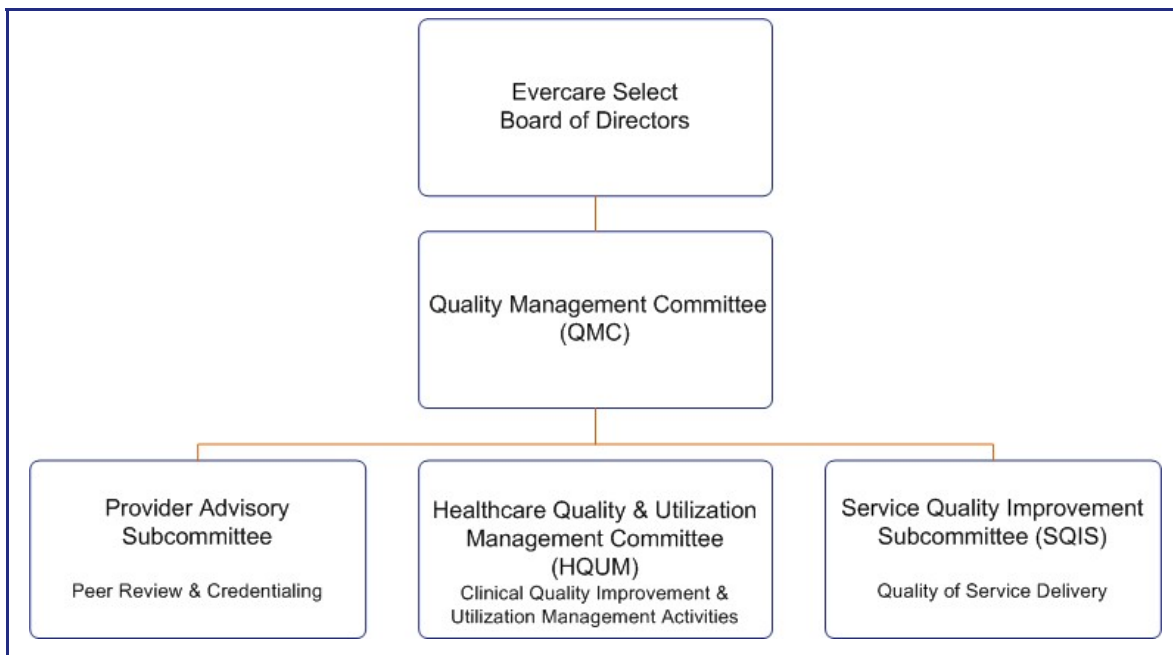 Evercare Select
Board of Directors
Quality Management Committee
(QMC)
Provider Advisory
Subcommittee
Peer Review & Credentialing
Healthcare Quality & Utilization
Management Committee
(HQUM)
Clinical Quality Improvement &
Utilization Management Activities
Service Quality Improvement
Subcommittee (SQIS)
Quality of Service Delivery